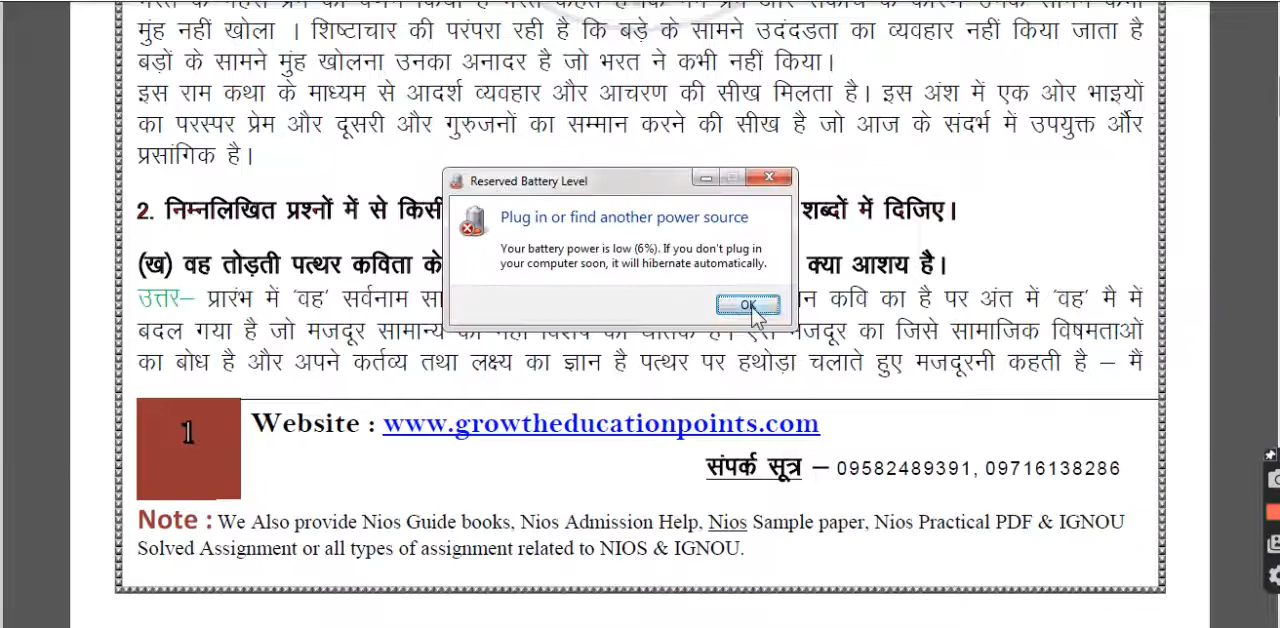 मुंह नहीं खोला । शिष्टाचार की परंपरा रही है कि बड़े के सामने उदंदडता का व्यवहार नहीं किया जाता है
बड़ों के सामने मुंह खोलना उनका अनादर है जो भरत ने कभी नहीं किया।
इस राम कथा के माध्यम से आदर्श व्यवहार और आचरण की सीख मिलता है। इस अंश में एक ओर भाइयों
का परस्पर प्रेम और दूसरी और गुरुजनों का सम्मान करने की सीख है जो आज के संदर्भ में उपयुक्त और
प्रसांगिक है।
Reserved Battery Level
2. निम्नलिखित प्रश्नों में से किसी शब्दों में दिजिए।
Plug in or find another power source
Your battery power is low (6%). If you don't plug in
your computer soon, it will hibernate automatically.
OK
(ख) वह तोड़ती पत्थर कविता के क्या आशय है।
उत्तर– प्रारंभ में 'वह' सर्वनाम कवि का है पर अंत में 'वह' मै में
बदल गया है जो मजदूर सामान्य मजदूर का जिसे सामाजिक विषमताओं
का बोध है और अपने कर्तव्य तथा लक्ष्य का ज्ञान है पत्थर पर हथोड़ा चलाते हुए मजदूरनी कहती है – मैं
1
Website : www.growtheducationpoints.com
संपर्क सूत्र – 09582489391, 09716138286
Note : We Also provide Nios Guide books, Nios Admission Help, Nios Sample paper, Nios Practical PDF & IGNOU
Solved Assignment or all types of assignment related to NIOS & IGNOU.